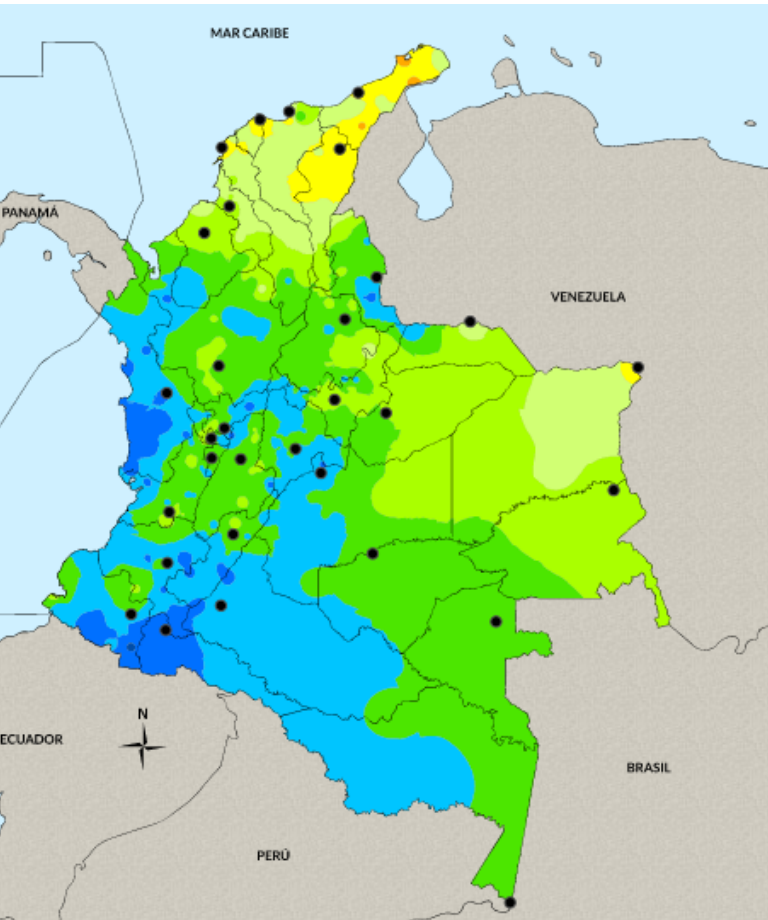 MAR CARIBE
PANAMÁ
VENEZUELA
N
ECUADOR
BRASIL
PERÚ